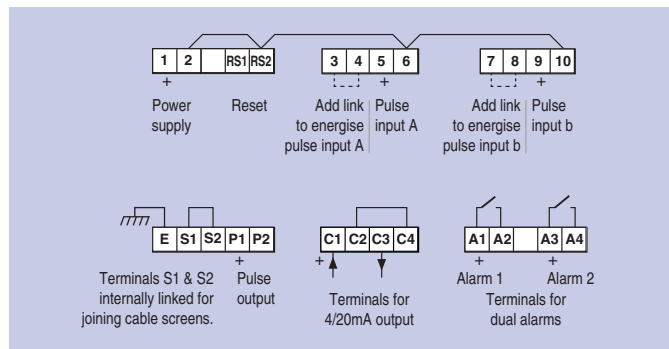 1 2 RS1 RS2 3 4 5 6 7 8 9 10
+ + +
Power supply
Reset
Add link to energise pulse input A
Pulse input A
Add link to energise pulse input b
Pulse input b
E S1 S2 P1 P2 C1 C2 C3 C4 A1 A2 A3 A4
+ + + +
Terminals S1 & S2
internally linked for
joining cable screens.
Pulse
output
Terminals for
4/20mA output
Alarm 1 Alarm 2
Terminals for
dual alarms